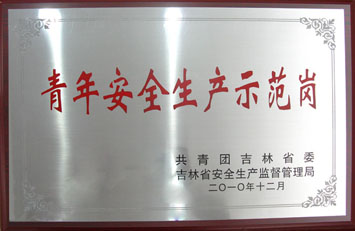 青年安全生产示范岗
共青团吉林省委
吉林省安全生产监督管理局
二〇一〇年十二月